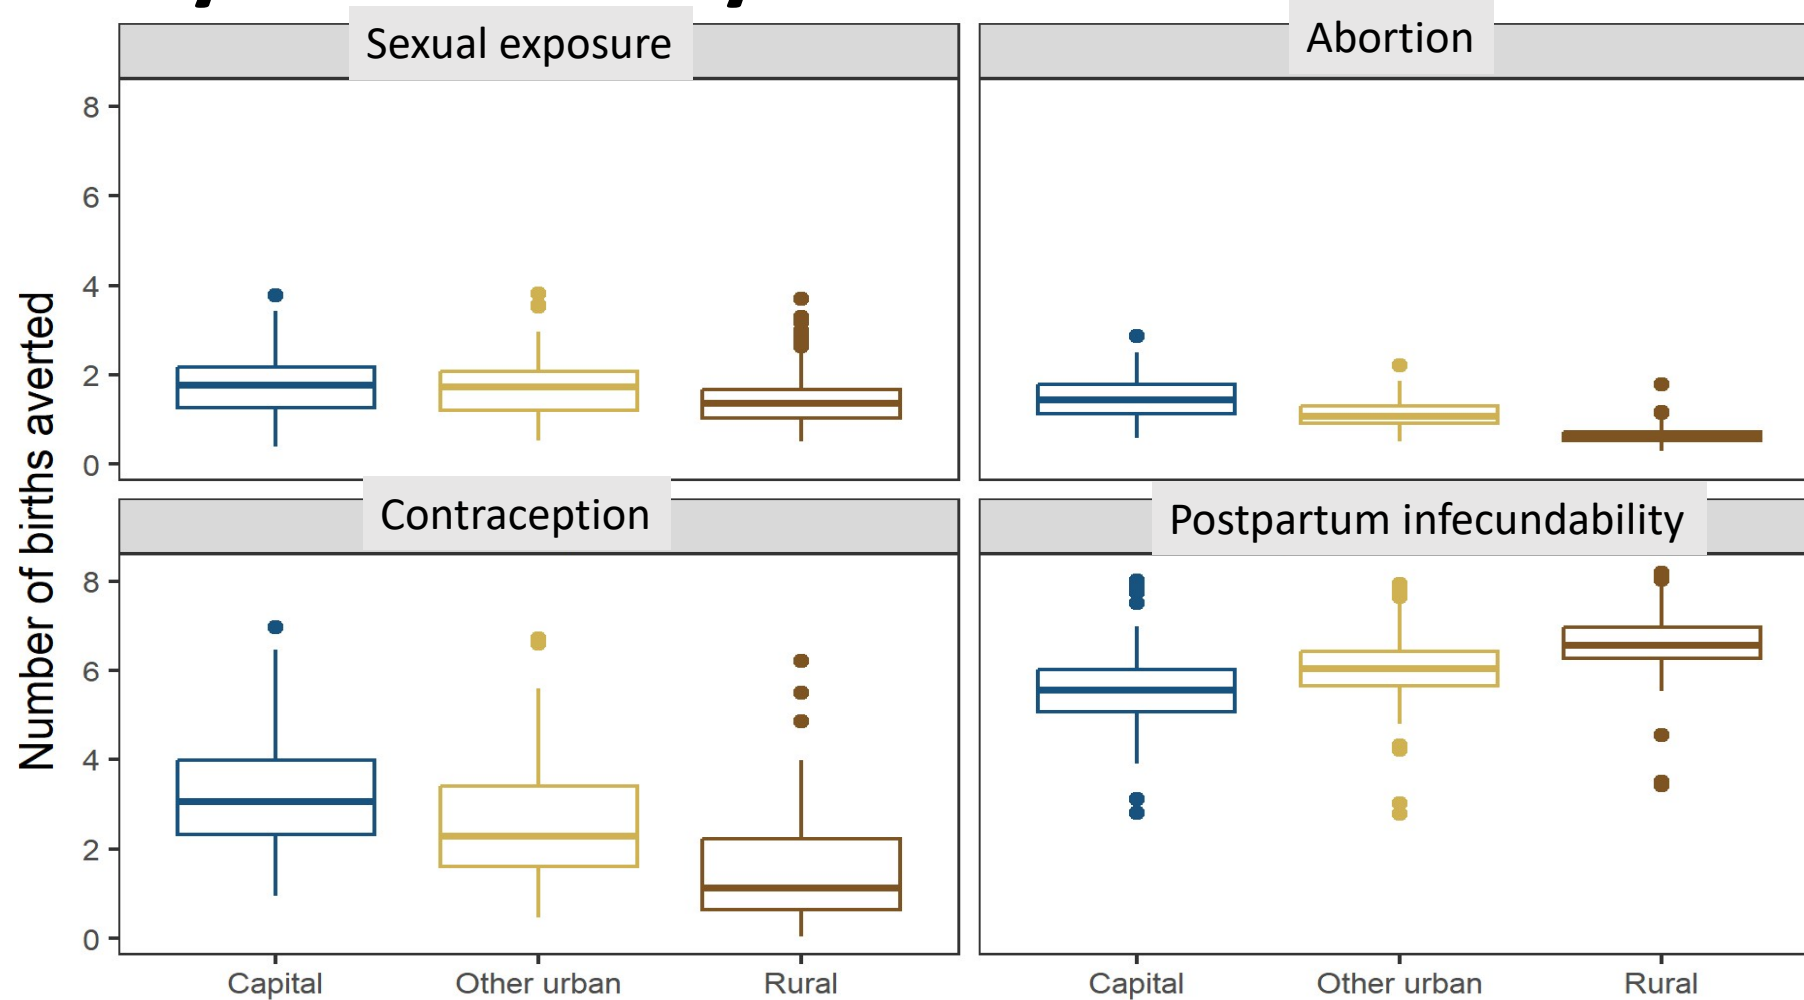 Sexual exposure
Abortion
8
6
4
2
0
Contraception
Postpartum infecundability
8
6
4
2
0
Number of births averted
Capital
Other urban
Rural
Capital
Other urban
Rural